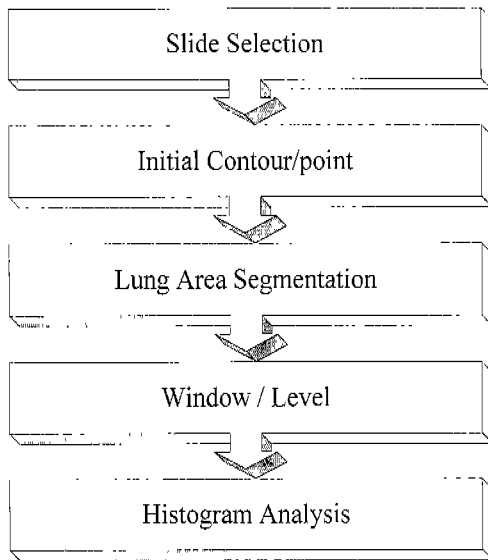 Slide Selection
Initial Contour/point
Lung Area Segmentation
Window / Level
Histogram Analysis